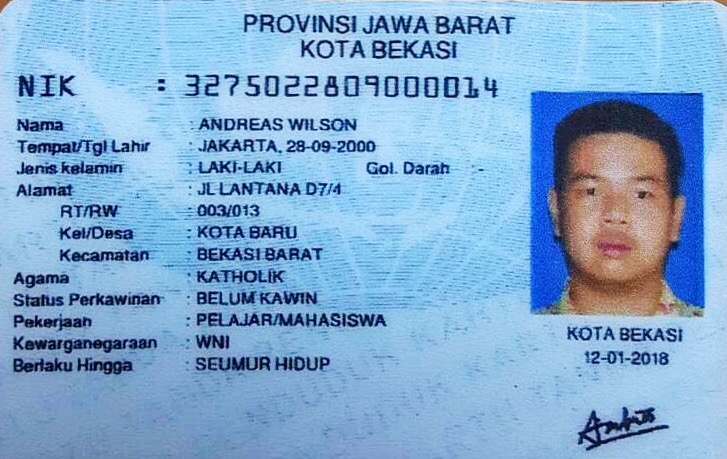 PROVINSI JAWA BARAT
KOTA BEKASI
NIK : 3275022809000014
Nama : ANDREAS WILSON
Tempat/Tgl Lahir : JAKARTA, 28-09-2000
Jenis kelamin : LAKI-LAKI Gol. Darah -
Alamat : JL LANTANA D7/4
RT/RW : 003/013
Kel/Desa : KOTA BARU
Kecamatan : BEKASI BARAT
Agama : KATHOLIK
Status Perkawinan : BELUM KAWIN
Pekerjaan : PELAJAR/MAHASISWA
Kewarganegaraan : WNI
Berlaku Hingga : SEUMUR HIDUP
KOTA BEKASI
12-01-2018